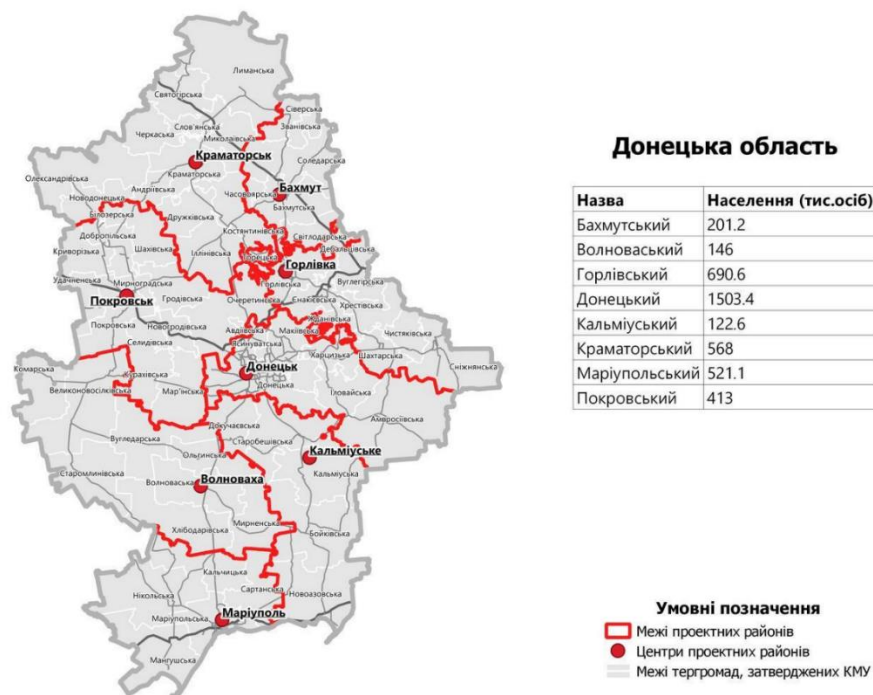 Лиманська
Святогірська
Сіверська
Званівська
Слов'янська
Миколаївська
Черкаська
Соледарська
Краматорськ
Краматорська
Олександрівська
Андріївська
Часовоярська
Бахмут
Бахмутська
Новодонецька
Білозерська
Дружківська
Костянтинівська
Світлодарська
Добропільська
Дебальцівська
Криворізька
Шахівська
Іллінівська
Торецька
Горлівка
Горлівська
Вуглегірська
Удачненська
Мирноградська
Покровськ
Гродівська
Очеретинська
Єнакієвська
Хрестівська
Покровська
Новогродівська
Авдіївська
Жданівська
Макіївська
Чистяківська
Селидівська
Ясинуватська
Харцизька
Шахтарська
Сніжнянська
Комарська
Курахівська
Донецьк
Донецька
Великоновосілківська
Мар'їнська
Іловайська
Амвросіївська
Докучаєвська
Вугледарська
Старобешівська
Ольгинська
Кальміуське
Старомлинівська
Кальміуська
Волноваська
Волноваха
Хлібодарівська
Мирненська
Бойківська
Кальчицька
Сартанська
Нікольська
Новоазовська
Маріуполь
Маріупольська
Мангушська
Донецька область
Назва Населення (тис.осіб)
Бахмутський 201.2
Волноваський 146
Горлівський 690.6
Донецький 1503.4
Кальміуський 122.6
Краматорський 568
Маріупольський 521.1
Покровський 413
Умовні позначення
Межі проектних районів
Центри проектних районів
Межі тергромад, затверджених КМУ